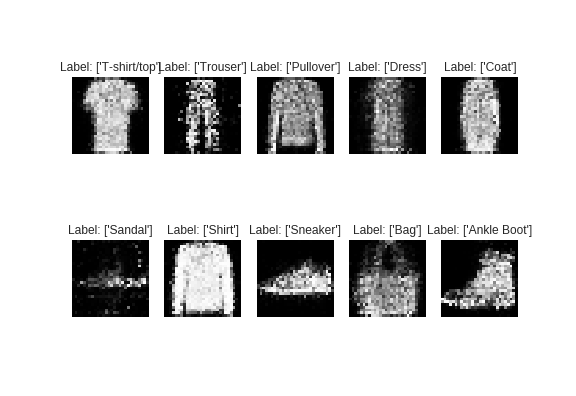 Label: ['T-shirt/top'] Label: ['Trouser'] Label: ['Pullover'] Label: ['Dress'] Label: ['Coat']
Label: ['Sandal'] Label: ['Shirt'] Label: ['Sneaker'] Label: ['Bag'] Label: ['Ankle Boot']